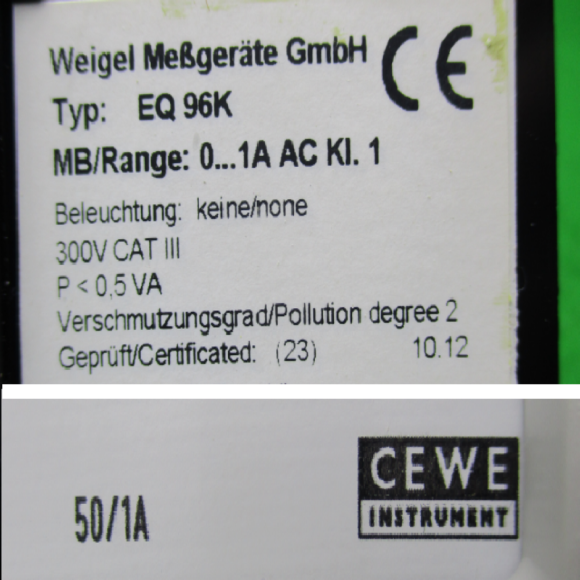 Weigel Meßgeräte GmbH
CE
Typ: EQ 96K
MB/Range: 0...1A AC Kl. 1
Beleuchtung: keine/none
300V CAT III
P < 0,5 VA
Verschmutzungsgrad/Pollution degree 2
Geprüft/Certificated: (23) 10.12
50/1A
CEWE
INSTRUMENT